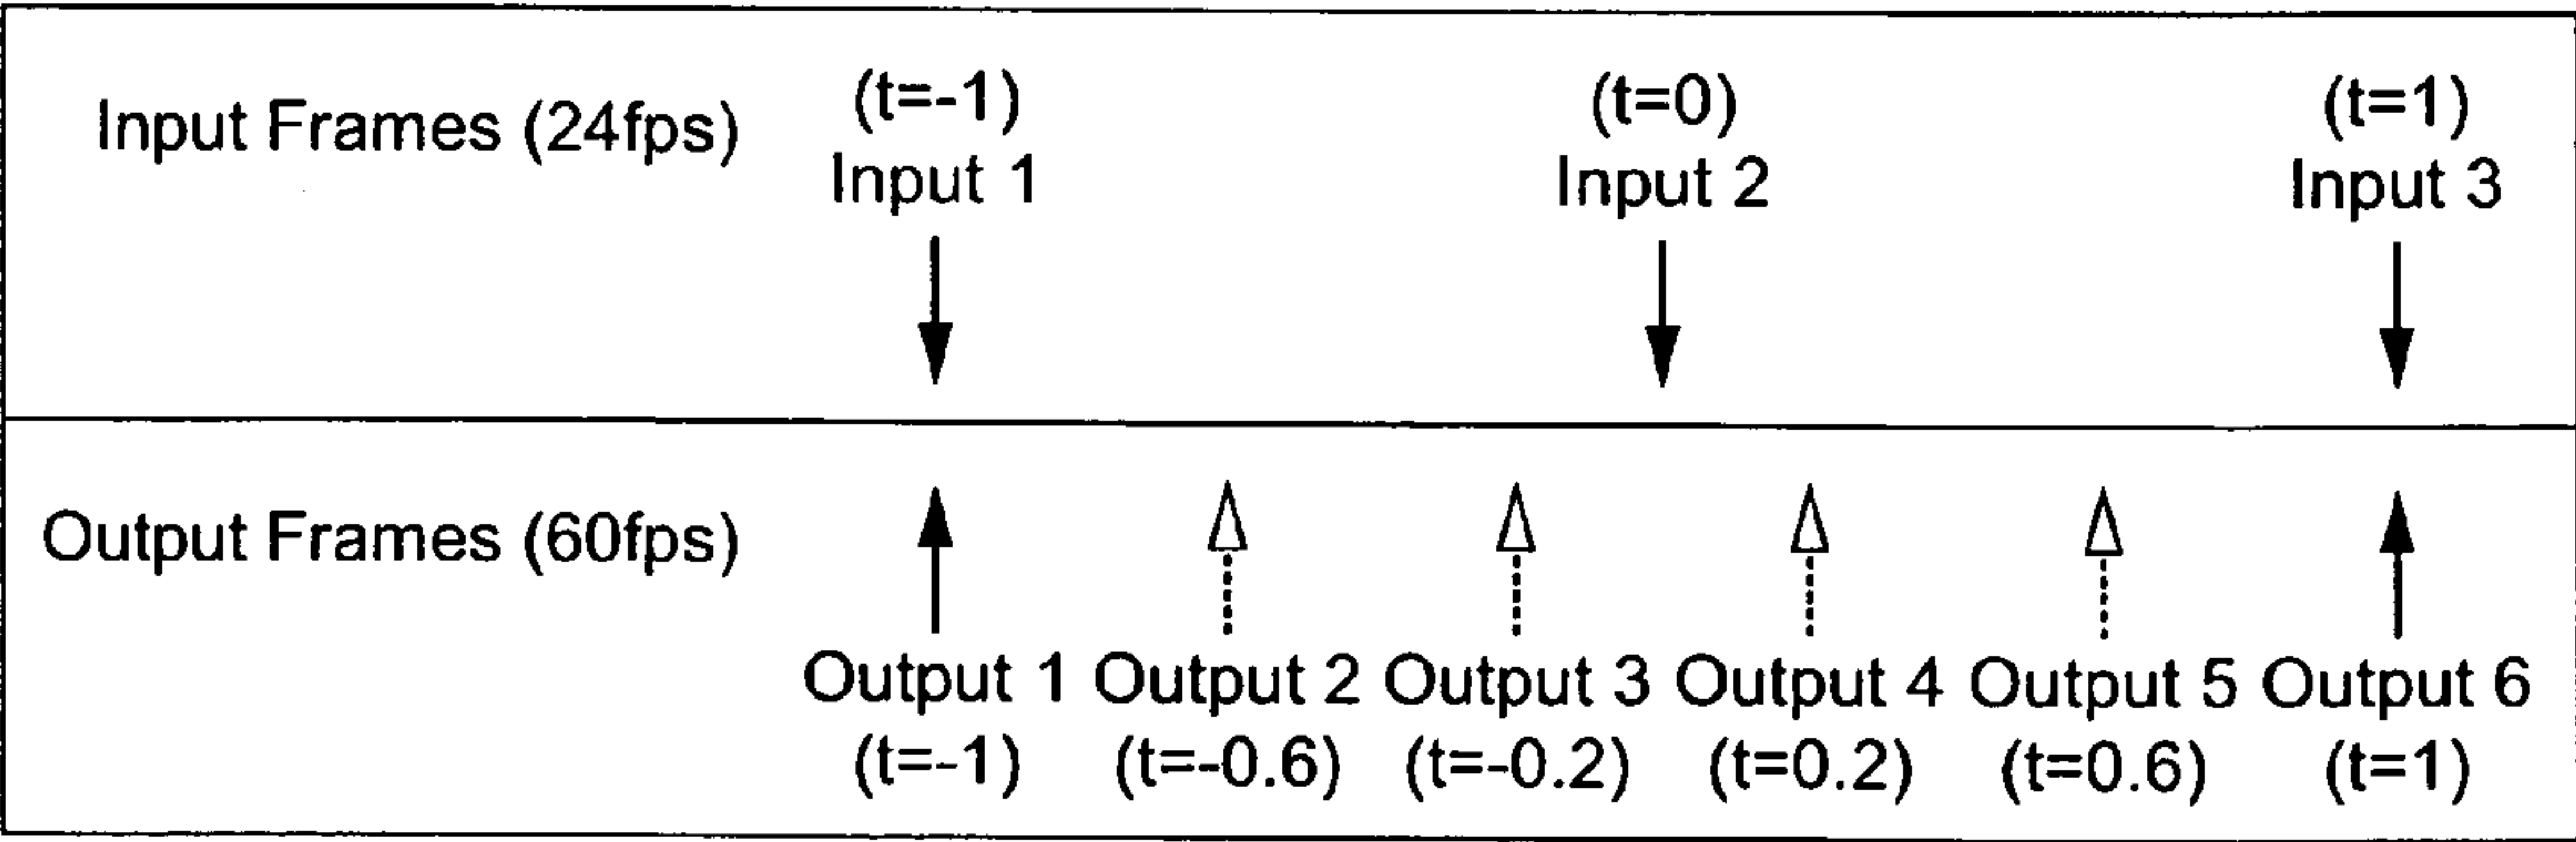 Input Frames (24fps)
(t=-1)
Input 1
(t=0)
Input 2
(t=1)
Input 3
Output Frames (60fps)
Output 1 Output 2 Output 3 Output 4 Output 5 Output 6
(t=-1) (t=-0.6) (t=-0.2) (t=0.2) (t=0.6) (t=1)